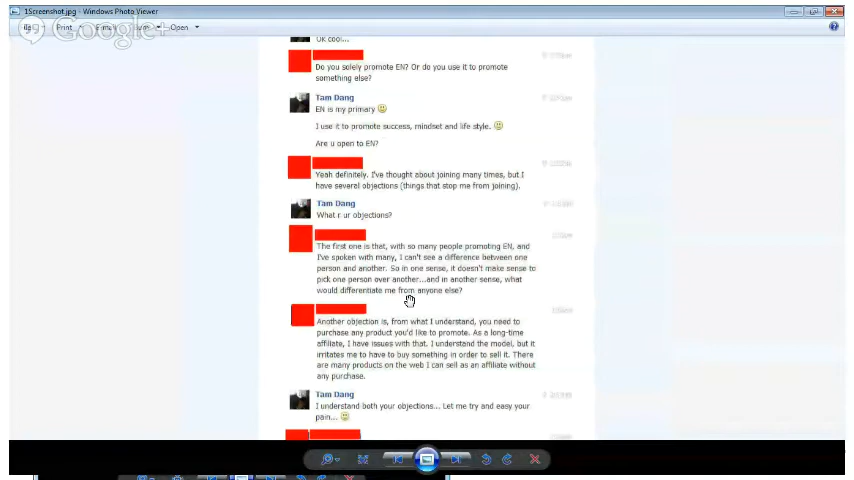 1Screenshot.jpg - Windows Photo Viewer
Print Open
Google+
OK cool...
Do you solely promote EN? Or do you use it to promote
something else?
Tam Dang
EN is my primary
I use it to promote success, mindset and life style.
Are u open to EN?
Yeah definitely. I've thought about joining many times, but I
have several objections (things that stop me from joining).
Tam Dang
What r ur objections?
The first one is that, with so many people promoting EN, and
I've spoken with many, I can't see a difference between one
person and another. So in one sense, it doesn't make sense to
pick one person over another...and in another sense, what
would differentiate me from anyone else?
Another objection is, from what I understand, you need to
purchase any product you'd like to promote. As a long-time
affiliate, I have issues with that. I understand the model, but it
irritates me to have to buy something in order to sell it. There
are many products on the web I can sell as an affiliate without
any purchase.
Tam Dang
I understand both your objections... Let me try and easy your
pain...